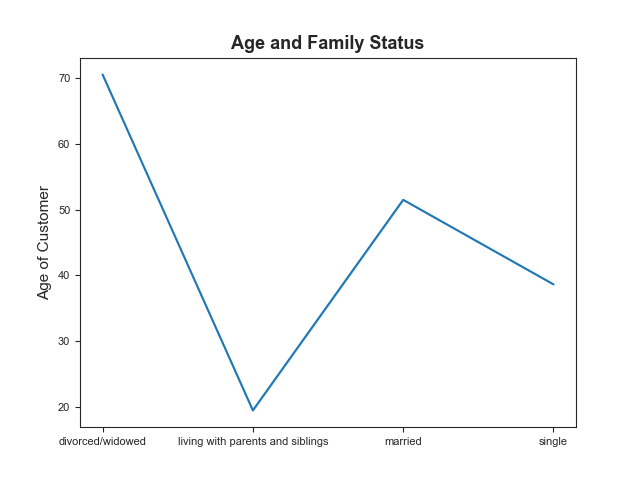 Age and Family Status
Age of Customer
70
60
50
40
30
20
divorced/widowed
living with parents and siblings
married
single